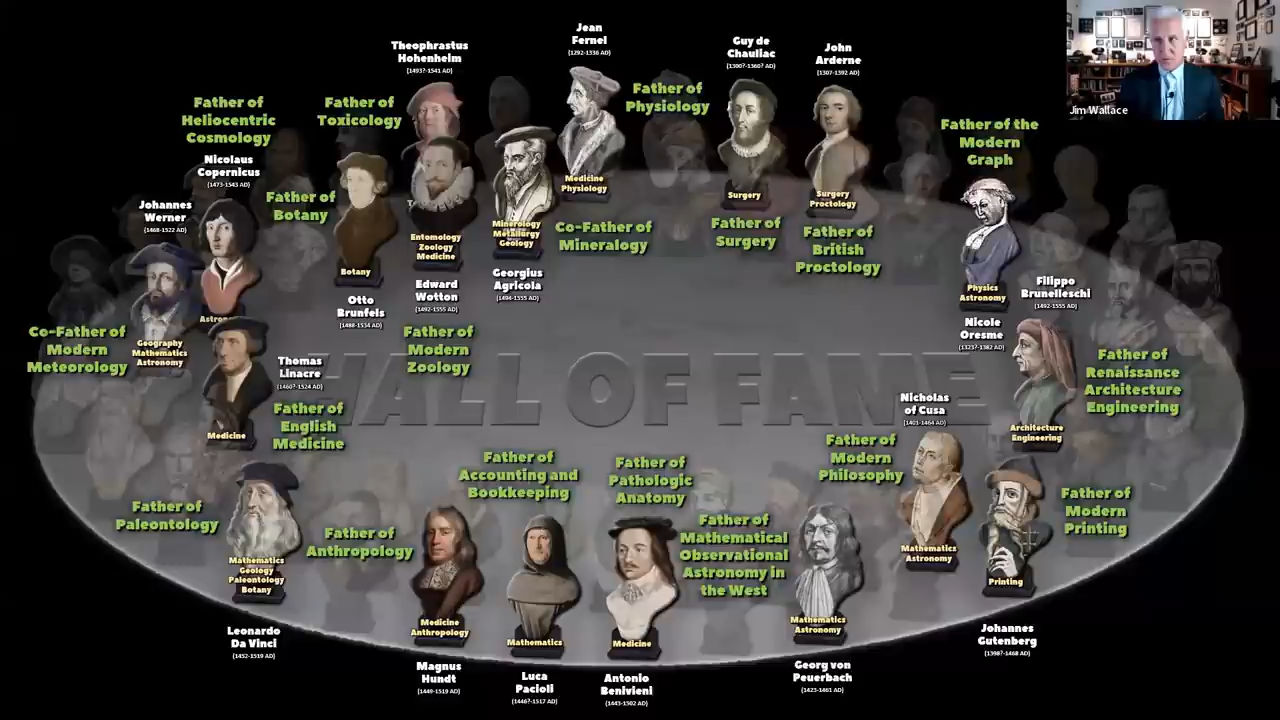 Jean
Fernel
(1292-1336 AD)
Theophrastus
Hohenheim
(1493?-1541 AD)
Guy de
Chauliac
(1300?-1360? AD)
John
Arderne
(1307-1392 AD)
Jim Wallace
Father of
Heliocentric
Cosmology
Father of
Toxicology
Father of
Physiology
Father of the
Modern
Graph
Nicolaus
Copernicus
(1473-1543 AD)
Father of
Botany
Medicine
Physiology
Surgery
Surgery
Proctology
Johannes
Werner
(1468-1522 AD)
Entomology
Zoology
Medicine
Mineralogy
Metallurgy
Geology
Co-Father of
Mineralogy
Father of
Surgery
Father of
British
Proctology
Botany
Georgius
Agricola
(1494-1555 AD)
Edward
Wotton
(1492-1555 AD)
Otto
Brunfels
(1488-1534 AD)
Physics
Astronomy
Filippo
Brunelleschi
(1492-1555 AD)
Nicole
Oresme
(1323?-1382 AD)
Astron
Co-Father of
Modern
Meteorology
Geography
Mathematics
Astronomy
Father of
Modern
Zoology
Thomas
Linacre
(1460?-1524 AD)
HALL OF FAME
Father of
Renaissance
Architecture
Engineering
Father of
English
Medicine
Medicine
Nicholas
of Cusa
(1401-1464 AD)
Architecture
Engineering
Father of
Modern
Philosophy
Father of
Accounting and
Bookkeeping
Father of
Pathologic
Anatomy
Father of
Paleontology
Father of
Anthropology
Father of
Mathematical
Observational
Astronomy in
the West
Father of
Modern
Printing
Mathematics
Astronomy
Mathematics
Geology
Paleontology
Botany
Printing
Medicine
Anthropology
Mathematics
Medicine
Mathematics
Astronomy
Leonardo
Da Vinci
(1452-1519 AD)
Magnus
Hundt
(1449-1519 AD)
Luca
Pacioli
(1446?-1517 AD)
Antonio
Benivieni
(1443-1502 AD)
Georg von
Peuerbach
(1423-1461 AD)
Johannes
Gutenberg
(1398?-1468 AD)